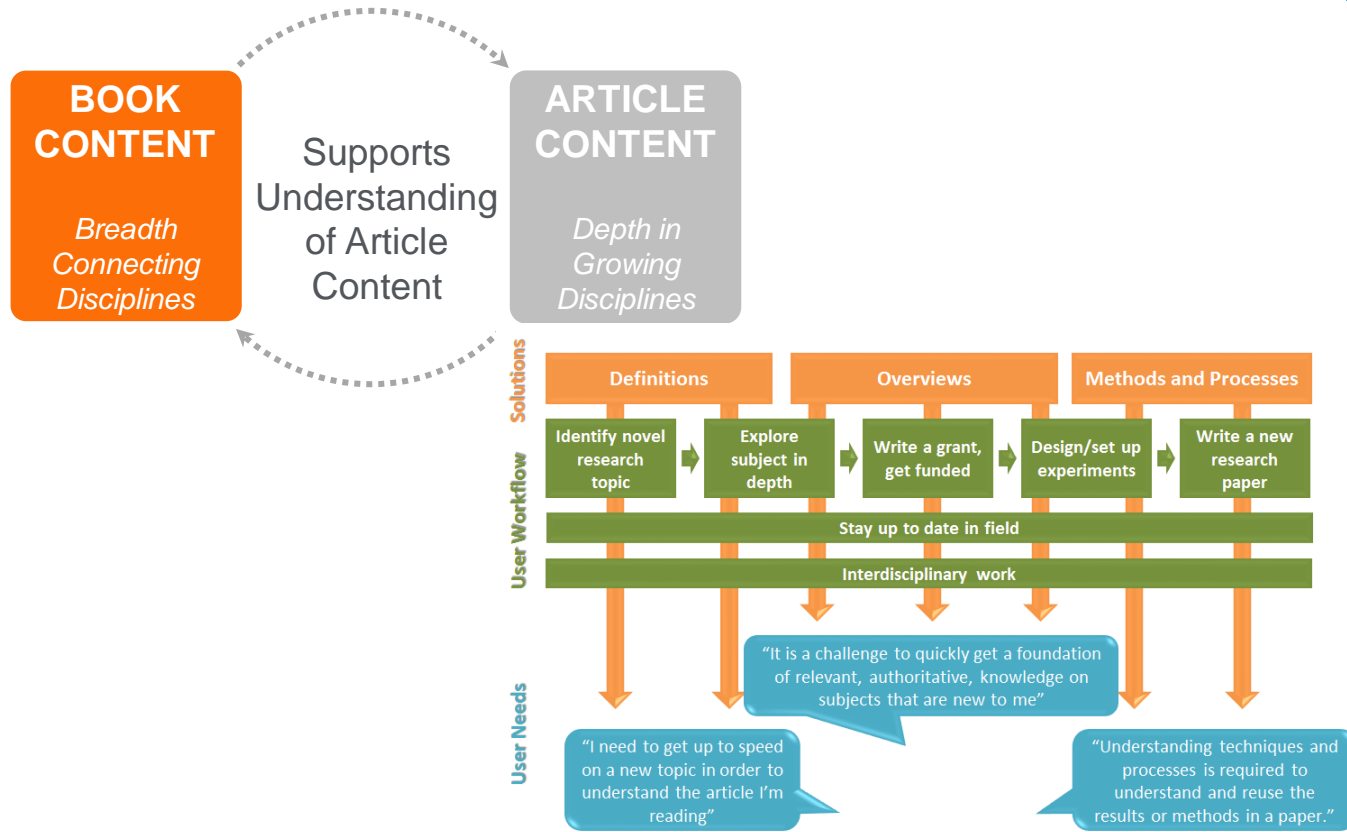 BOOK
CONTENT
Breadth
Connecting
Disciplines
Supports
Understanding
of Article
Content
ARTICLE
CONTENT
Depth in
Growing
Disciplines
Solutions
Definitions
Overviews
Methods and Processes
User Workflow
Identify novel
research
topic
Explore
subject in
depth
Write a grant,
get funded
Design/set up
experiments
Write a new
research
paper
Stay up to date in field
Interdisciplinary work
User Needs
“It is a challenge to quickly get a foundation
of relevant, authoritative, knowledge on
subjects that are new to me”
“I need to get up to speed
on a new topic in order to
understand the article I’m
reading”
“Understanding techniques and
processes is required to
understand and reuse the
results or methods in a paper.”